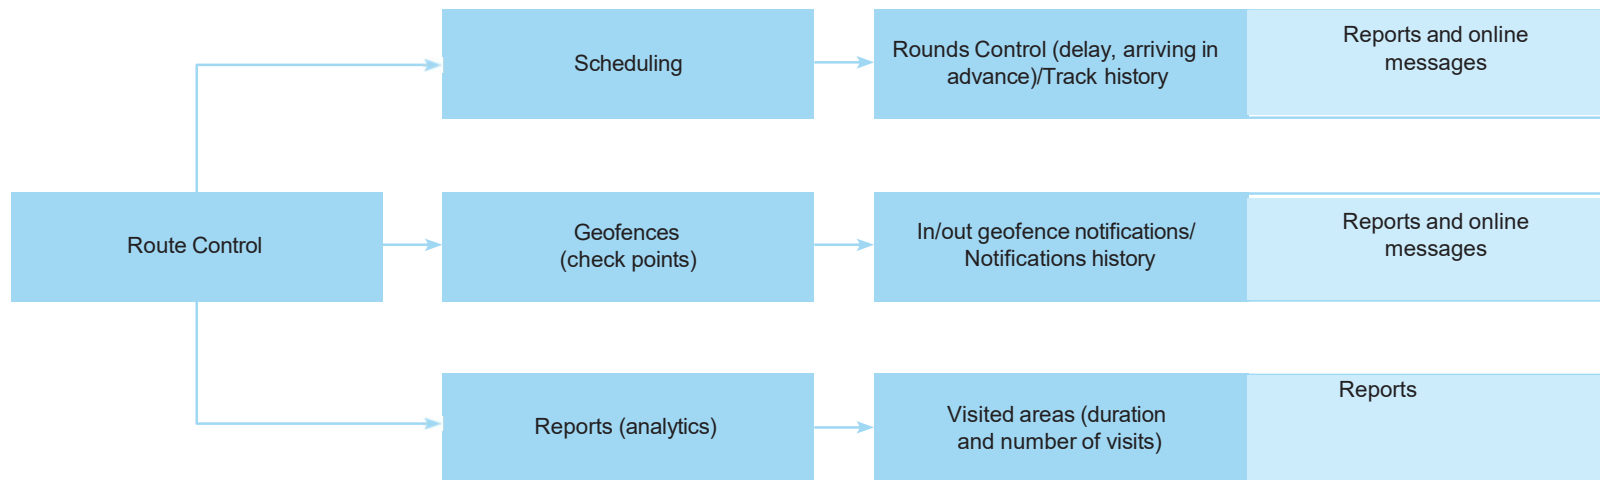 Scheduling
Rounds Control (delay, arriving in
advance)/Track history
Reports and online
messages
Route Control
Geofences
(check points)
In/out geofence notifications/
Notifications history
Reports and online
messages
Reports (analytics)
Visited areas (duration
and number of visits)
Reports